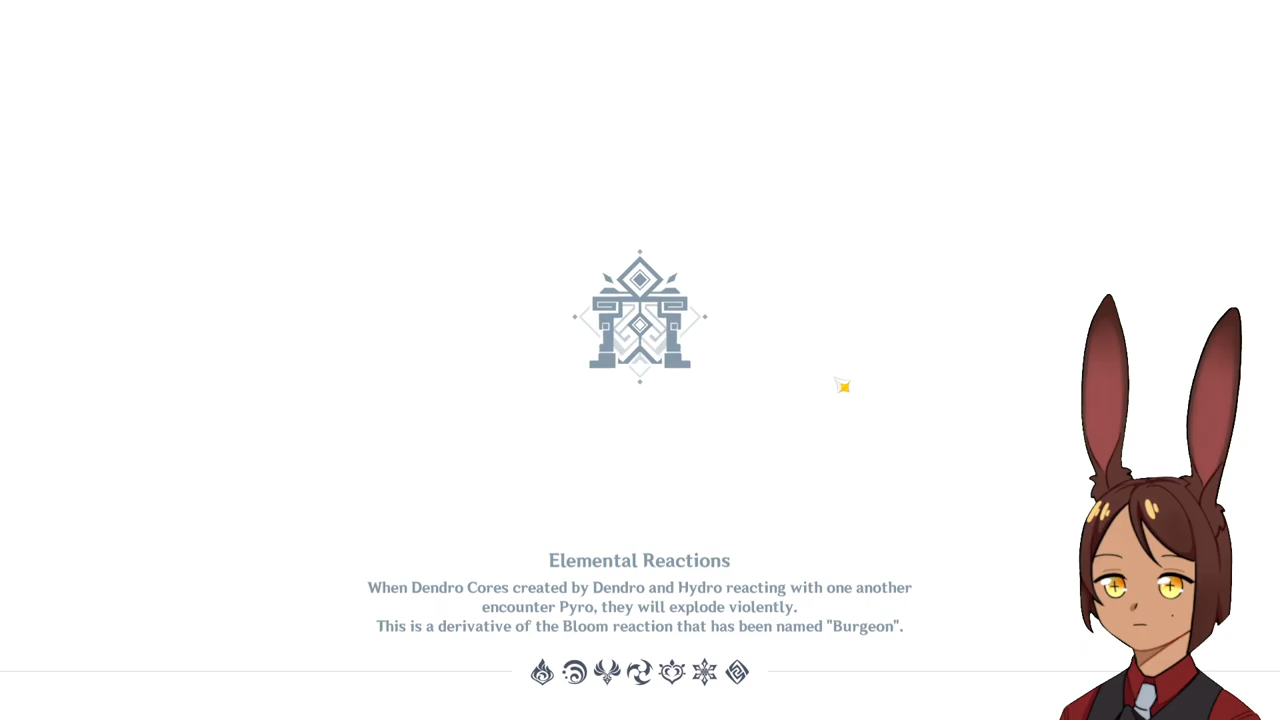 Elemental Reactions
When Dendro Cores created by Dendro and Hydro reacting with one another
encounter Pyro, they will explode violently.
This is a derivative of the Bloom reaction that has been named "Burgeon".